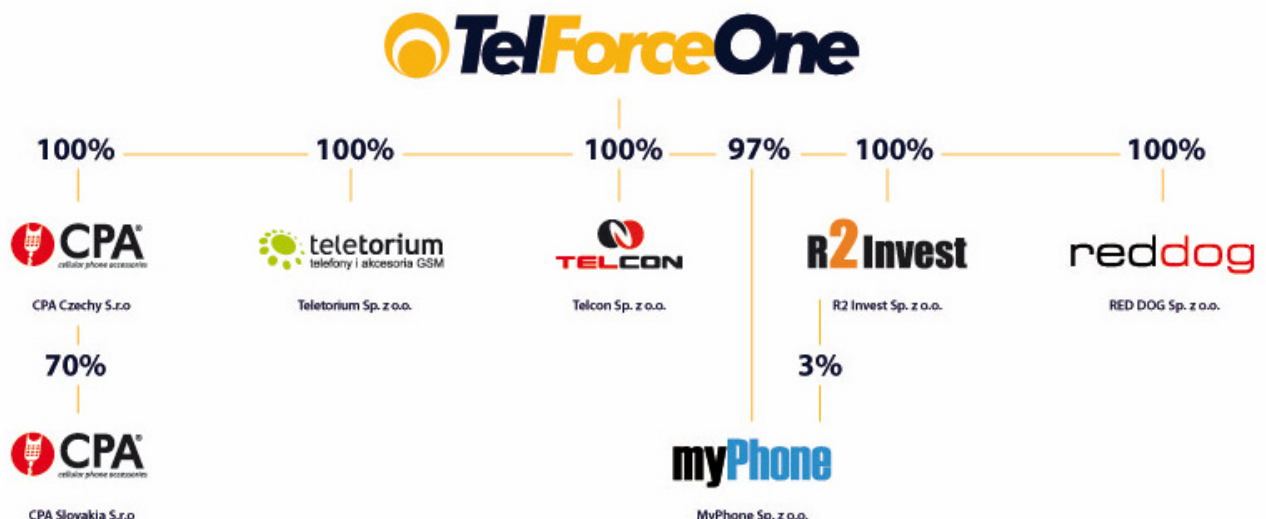 TelForceOne
100% 100% 100% 97% 100% 100%
CPA®
cellular phone accessories
teletorium
telefony i akcesoria GSM
TELCON
R2 Invest
reddog
CPA Czechy S.r.o
Teletorium Sp. z o.o.
Telcon Sp. z o.o.
R2 Invest Sp. z o.o.
RED DOG Sp. z o.o.
70%
3%
CPA®
cellular phone accessories
myPhone
CPA Slovakia S.r.o
MyPhone Sp. z o.o.